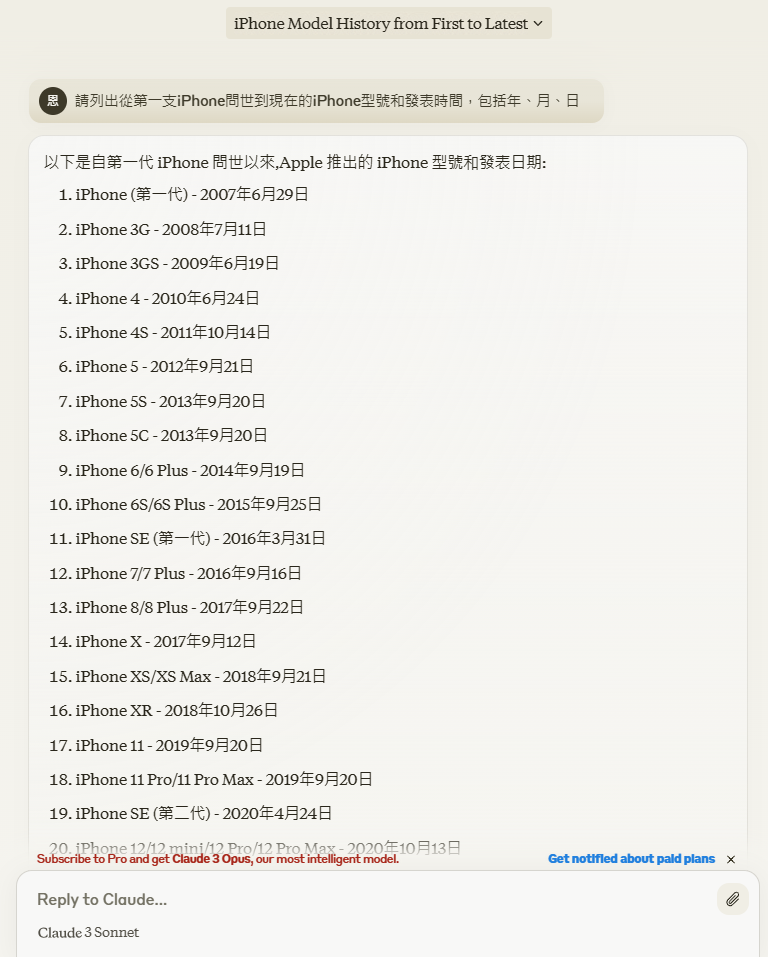 iPhone Model History from First to Latest
恩 請列出從第一支iPhone問世到現在的iPhone型號和發表時間，包括年、月、日
以下是自第一代 iPhone 問世以來,Apple 推出的 iPhone 型號和發表日期:
1. iPhone (第一代) - 2007年6月29日
2. iPhone 3G - 2008年7月11日
3. iPhone 3GS - 2009年6月19日
4. iPhone 4 - 2010年6月24日
5. iPhone 4S - 2011年10月14日
6. iPhone 5 - 2012年9月21日
7. iPhone 5S - 2013年9月20日
8. iPhone 5C - 2013年9月20日
9. iPhone 6/6 Plus - 2014年9月19日
10. iPhone 6S/6S Plus - 2015年9月25日
11. iPhone SE (第一代) - 2016年3月31日
12. iPhone 7/7 Plus - 2016年9月16日
13. iPhone 8/8 Plus - 2017年9月22日
14. iPhone X - 2017年9月12日
15. iPhone XS/XS Max - 2018年9月21日
16. iPhone XR - 2018年10月26日
17. iPhone 11 - 2019年9月20日
18. iPhone 11 Pro/11 Pro Max - 2019年9月20日
19. iPhone SE (第二代) - 2020年4月24日
20. iPhone 12/12 mini/12 Pro/12 Pro Max - 2020年10月13日
Subscribe to Pro and get Claude 3 Opus, our most intelligent model. Get notified about paid plans
Reply to Claude...
Claude 3 Sonnet